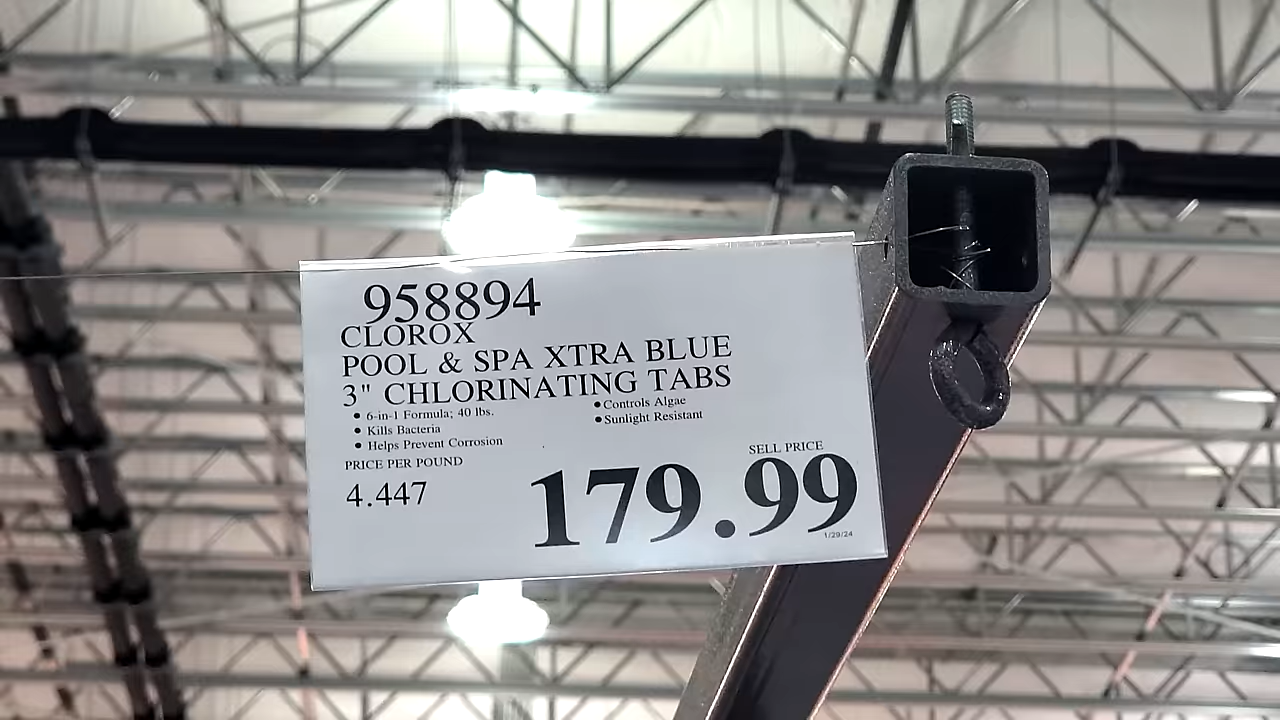 958894
CLOROX
POOL & SPA XTRA BLUE
3" CHLORINATING TABS
• 6-in-1 Formula; 40 lbs.
• Kills Bacteria
• Helps Prevent Corrosion
• Controls Algae
• Sunlight Resistant
PRICE PER POUND
4.447
SELL PRICE
179.99
1/29/24